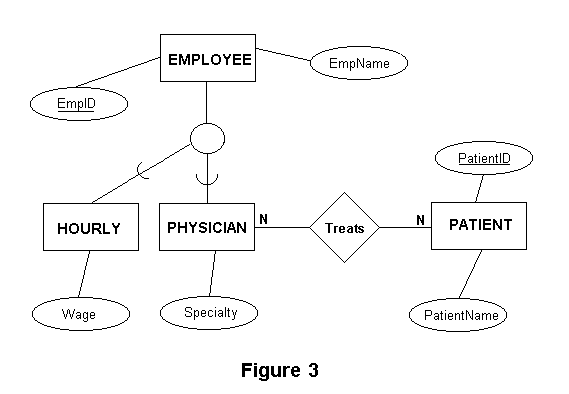 EMPLOYEE
EmpName
EmpID
PatientID
HOURLY
PHYSICIAN
N
Treats
N
PATIENT
Wage
Specialty
PatientName
Figure 3